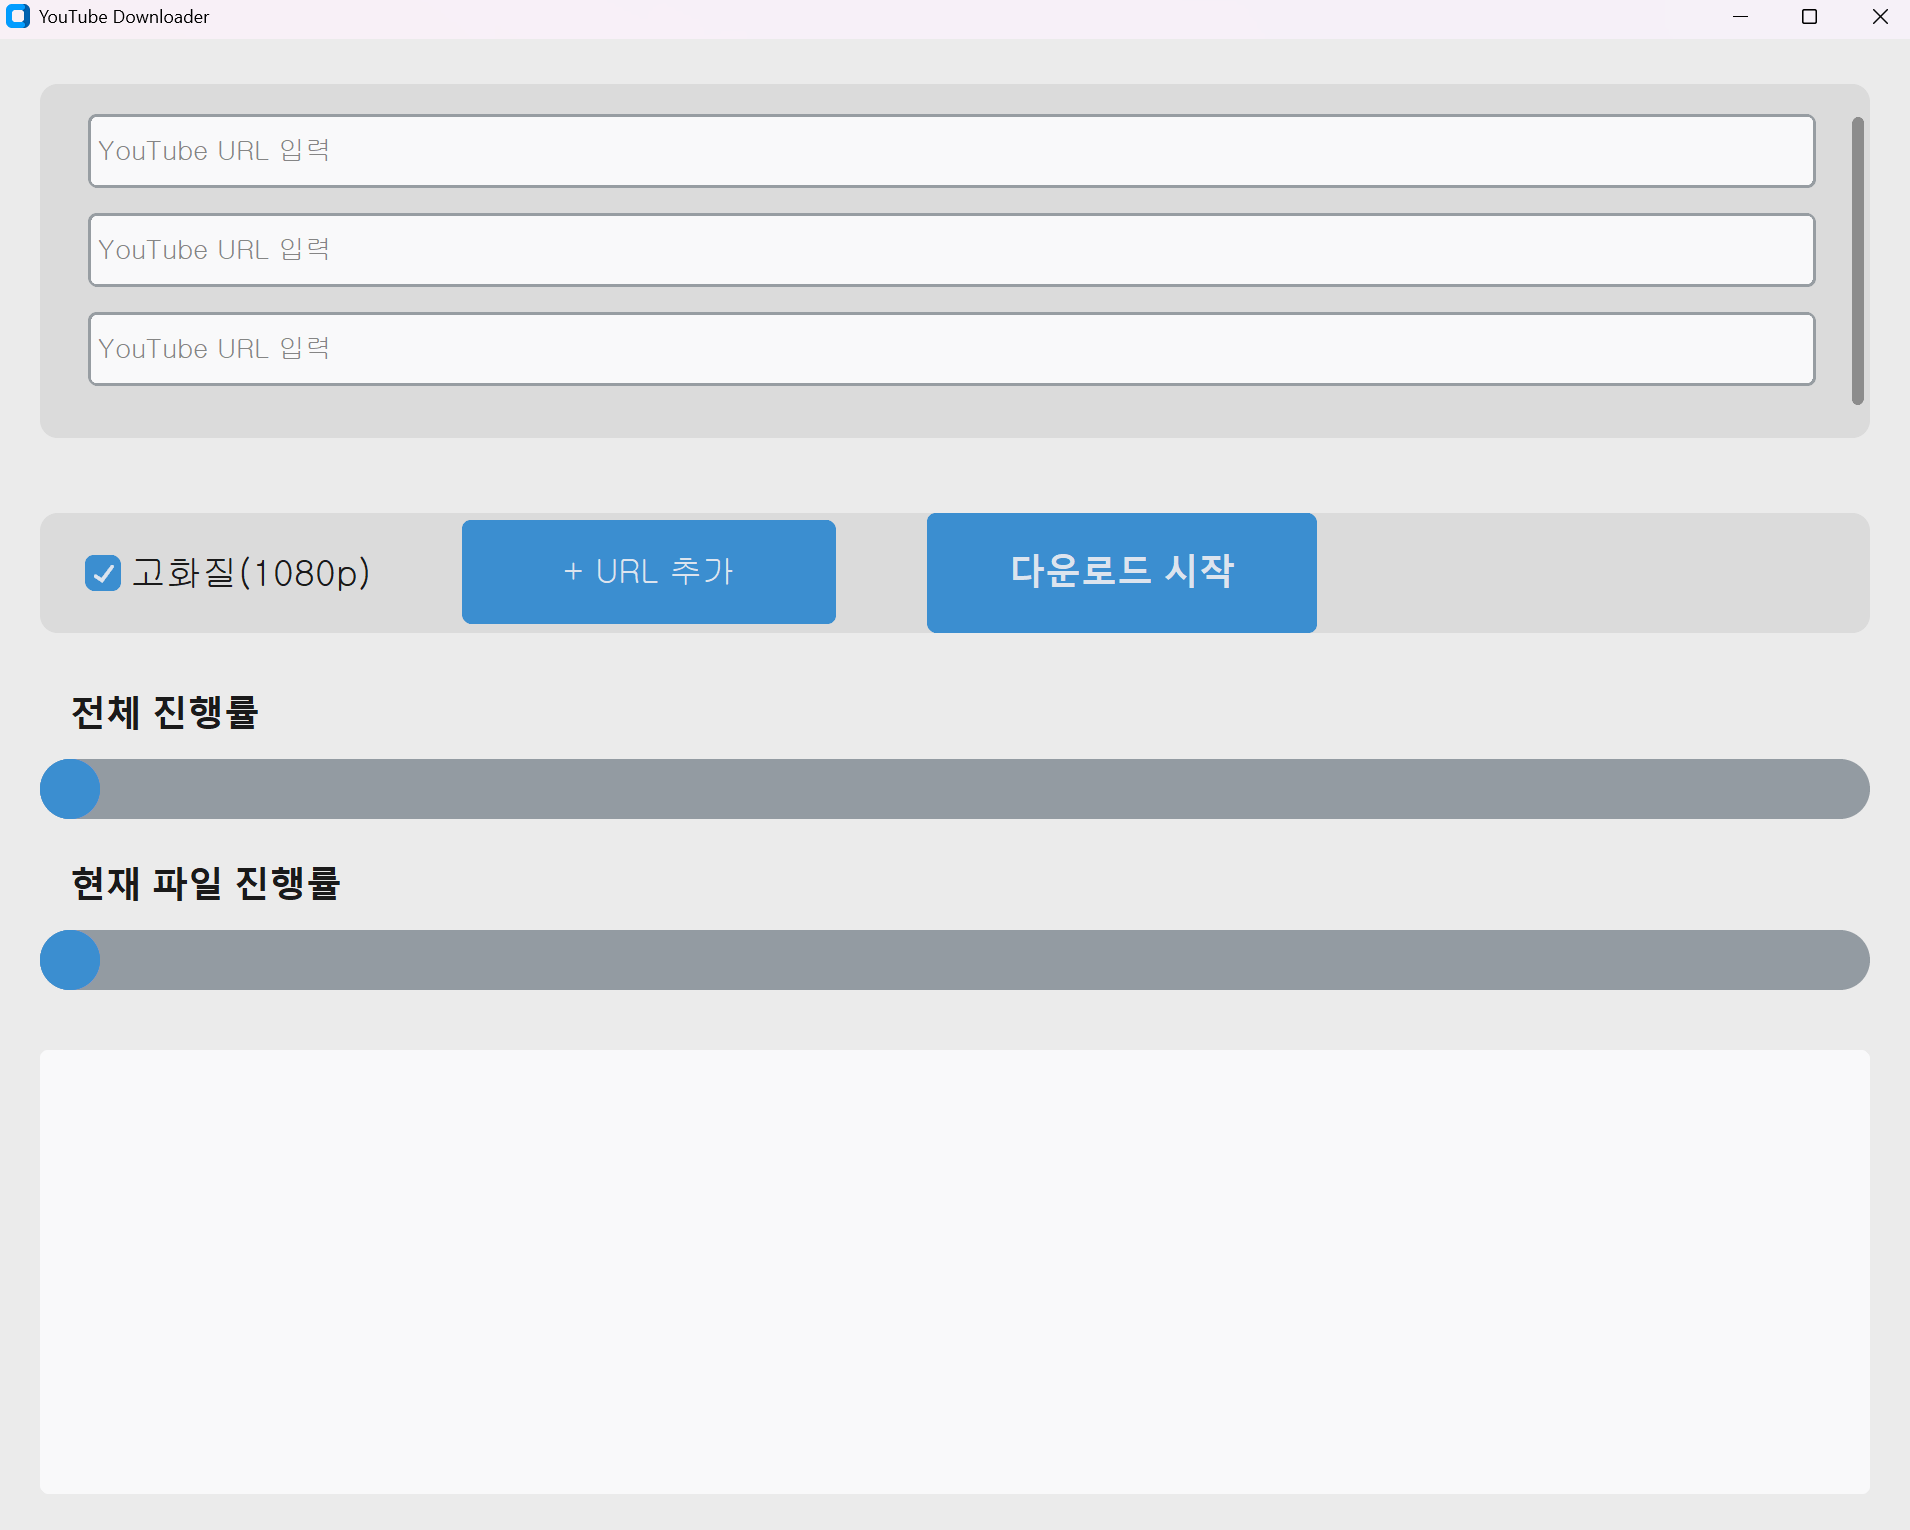 YouTube Downloader
YouTube URL 입력
YouTube URL 입력
YouTube URL 입력
고화질(1080p)
+ URL 추가
다운로드 시작
전체 진행률
현재 파일 진행률